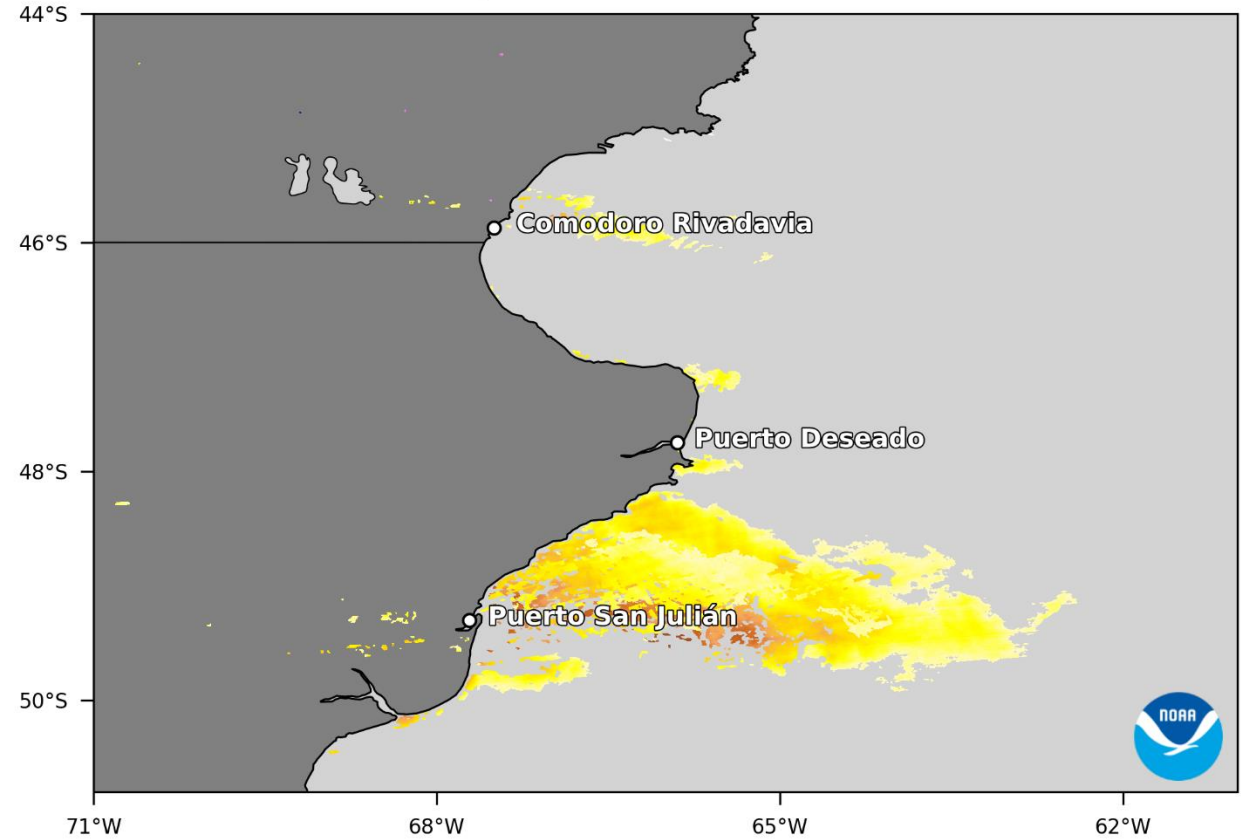 44°S
Comodoro Rivadavia
46°S
Puerto Deseado
48°S
Puerto San Julián
50°S
NOAA
71°W
68°W
65°W
62°W